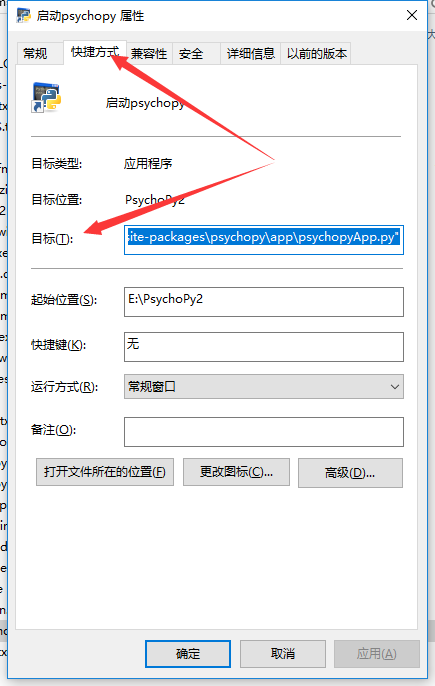 启动psychopy 属性
常规
快捷方式
兼容性
安全
详细信息
以前的版本
启动psychopy
目标类型:
应用程序
目标位置:
PsychoPy2
目标(T):
site-packages\psychopy\app\psychopyApp.py"
起始位置(S):
E:\PsychoPy2
快捷键(K):
无
运行方式(R):
常规窗口
备注(O):
打开文件所在的位置(F)
更改图标(C)...
高级(D)...
确定
取消
应用(A)